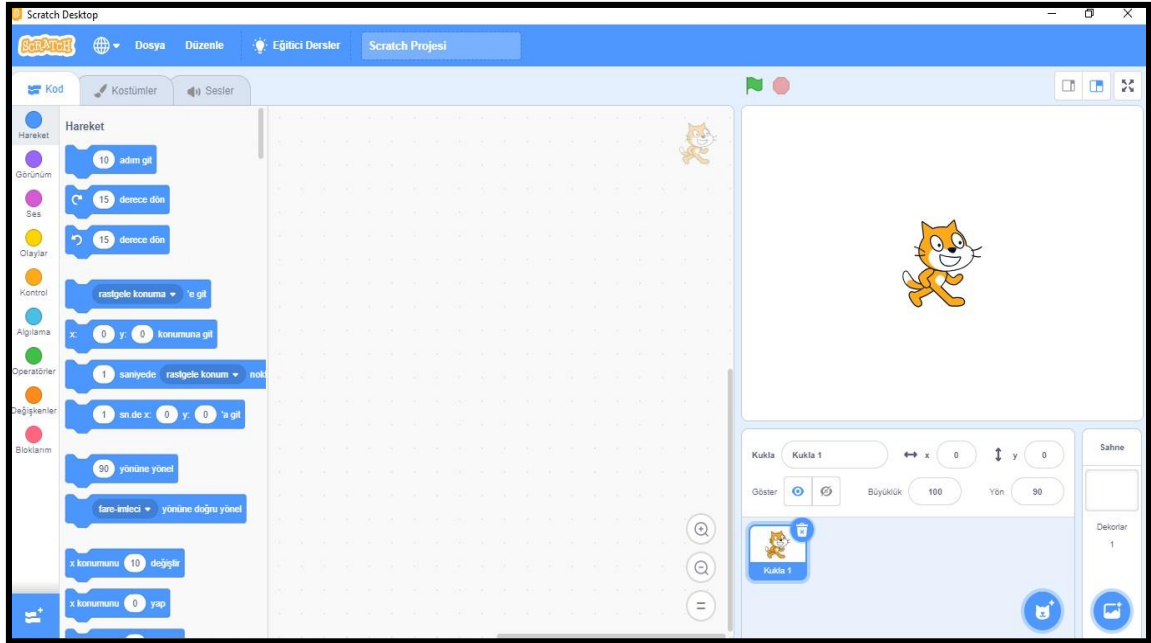 Scratch Desktop
SCRATCH Dosya Düzenle Eğitici Dersler Scratch Projesi
Kod Kostümler Sesler
Hareket
Görünüm
Ses
Olaylar
Kontrol
Algılama
Operatörler
Değişkenler
Bloklarım
Hareket
10 adım git
15 derece dön
15 derece dön
rastgele konuma 'e git
x: 0 y: 0 konumuna git
1 saniyede rastgele konum nokt
1 sn.de x: 0 y: 0 'a git
90 yönüne yönel
fare-imleci yönüne doğru yönel
x konumunu 10 değiştir
x konumunu 0 yap
Kukla Kukla 1 x 0 y 0
Göster Büyüklük 100 Yön 90
Kukla 1
Sahne
Dekorlar
1